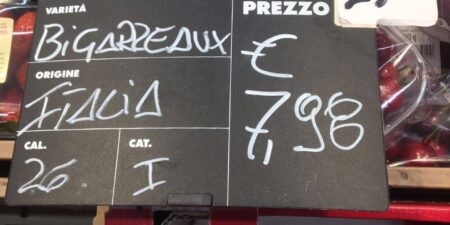 VARIETÀ
BIGARREAUX
ORIGINE
ITALIA
CAL.
26
CAT.
I
PREZZO
€
7,98